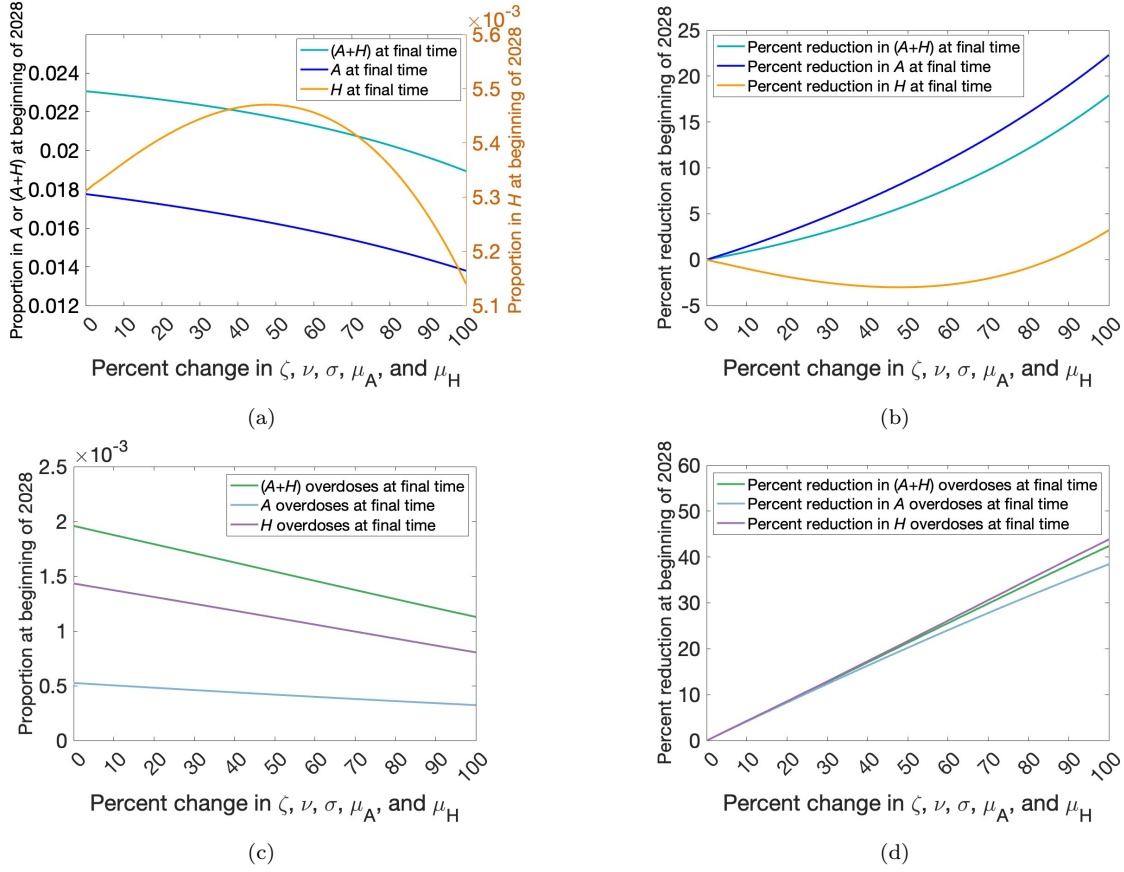 ×10⁻³
Proportion in A or (A+H) at beginning of 2028
0.024
0.022
0.02
0.018
0.016
0.014
0.012
(A+H) at final time
A at final time
H at final time
5.6
5.5
5.4
5.3
5.2
5.1
Proportion in H at beginning of 2028
0 10 20 30 40 50 60 70 80 90 100
Percent change in ζ, ν, σ, μ_A, and μ_H
(a)
Percent reduction at beginning of 2028
25
20
15
10
5
0
-5
Percent reduction in (A+H) at final time
Percent reduction in A at final time
Percent reduction in H at final time
0 10 20 30 40 50 60 70 80 90 100
Percent change in ζ, ν, σ, μ_A, and μ_H
(b)
×10⁻³
Proportion at beginning of 2028
2.5
2
1.5
1
0.5
0
(A+H) overdoses at final time
A overdoses at final time
H overdoses at final time
0 10 20 30 40 50 60 70 80 90 100
Percent change in ζ, ν, σ, μ_A, and μ_H
(c)
Percent reduction at beginning of 2028
60
50
40
30
20
10
0
Percent reduction in (A+H) overdoses at final time
Percent reduction in A overdoses at final time
Percent reduction in H overdoses at final time
0 10 20 30 40 50 60 70 80 90 100
Percent change in ζ, ν, σ, μ_A, and μ_H
(d)